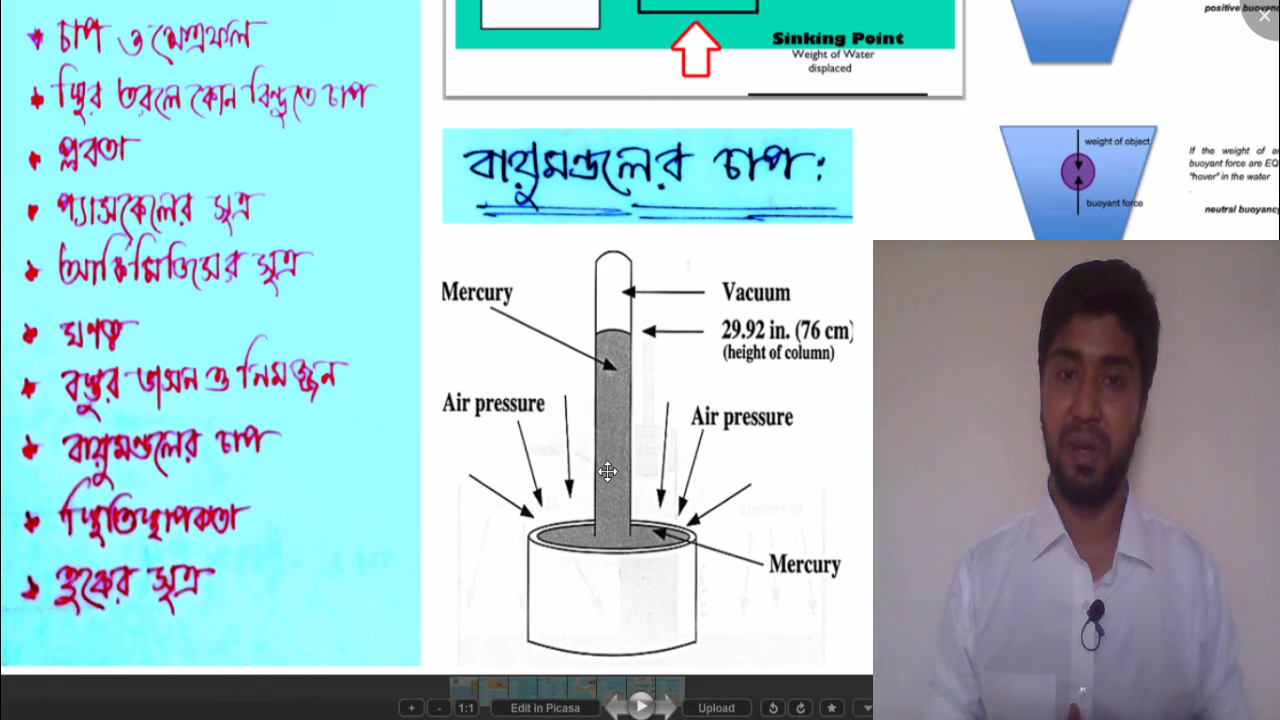 চাপ ও ক্ষেত্রফল
স্থির তরলে কোন বিন্দুতে চাপ
প্লবতা
প্যাসকেলের সূত্র
আর্কিমিডিসের সূত্র
ঘণত্ব
বস্তুর ভাসন ও নিমজ্জন
বায়ুমণ্ডলের চাপ
স্থিতিস্থাপকতা
হুকের সূত্র
Sinking Point
Weight of Water
displaced
বায়ুমন্ডলের চাপ:
Mercury
Vacuum
29.92 in. (76 cm)
(height of column)
Air pressure
Air pressure
Mercury
positive buoyanc
weight of object
buoyant force
If the weight of a
buoyant force are EQ
"hover" in the water
.
neutral buoyancy
+
-
1:1
Edit in Picasa
Upload